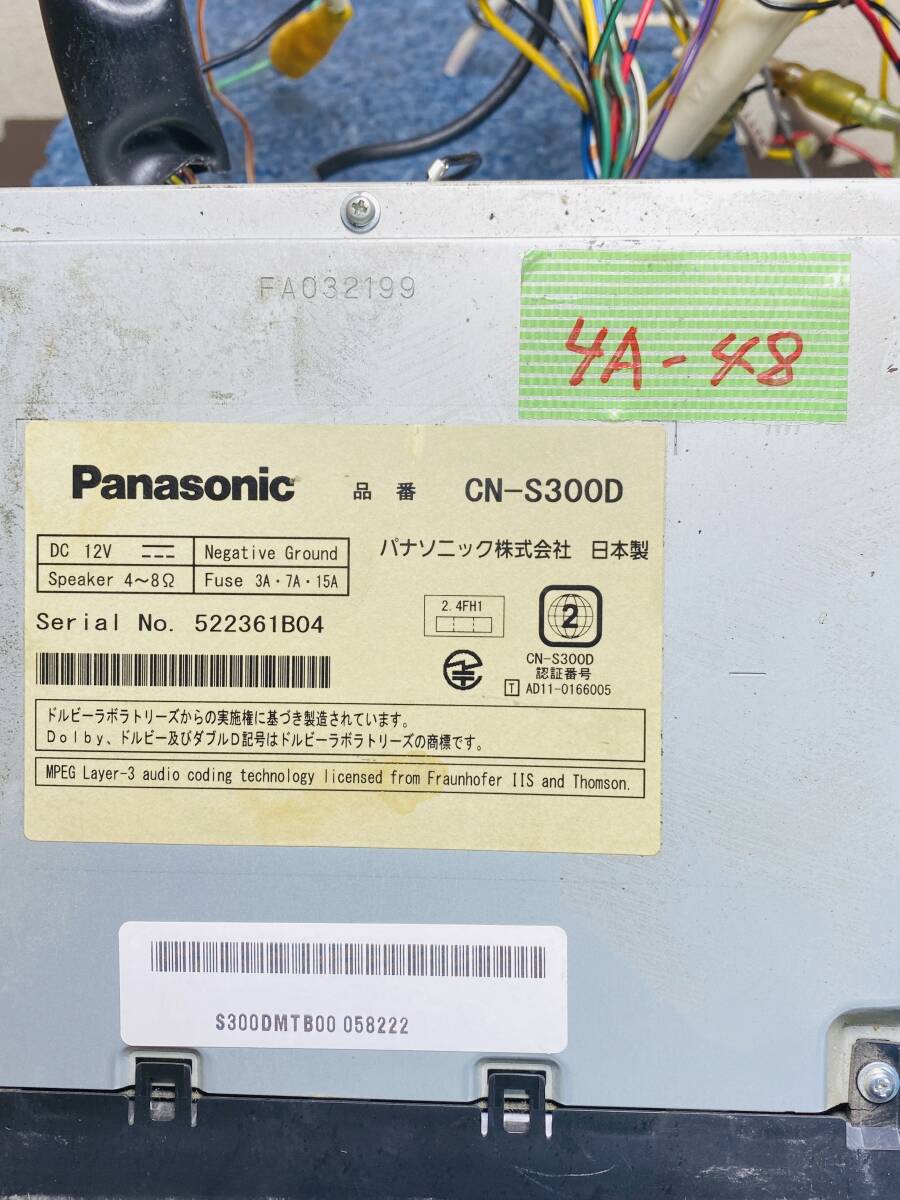 FA032199
4A-48
Panasonic 品番 CN-S300D
DC 12V
Negative Ground
Speaker 4~8Ω
Fuse 3A・7A・15A
パナソニック株式会社 日本製
Serial No. 522361B04
2.4FH1
2
CN-S300D
認証番号
T AD11-0166005
ドルビーラボラトリーズからの実施権に基づき製造されています。
Dolby、ドルビー及びダブルD記号はドルビーラボラトリーズの商標です。
MPEG Layer-3 audio coding technology licensed from Fraunhofer IIS and Thomson.
S300DMTB00 058222